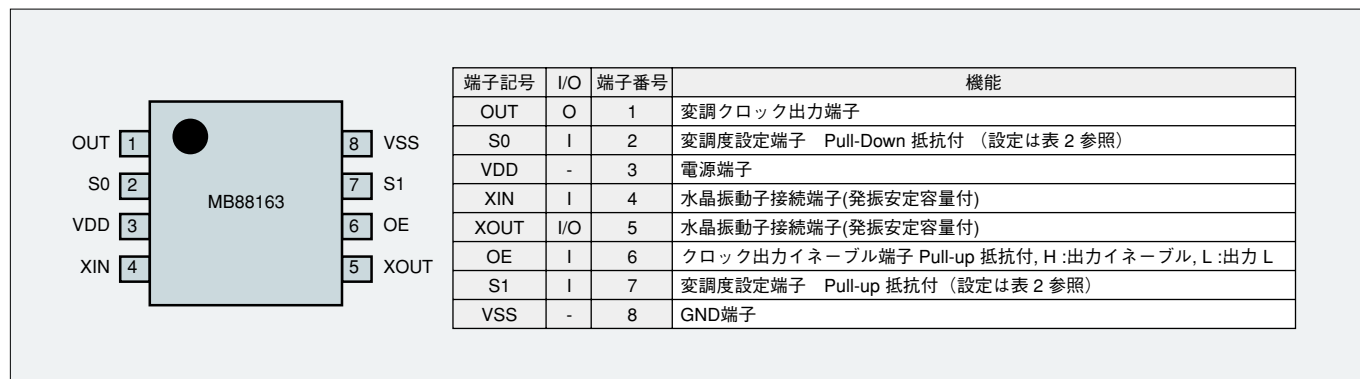 OUT 1
S0 2
VDD 3
XIN 4
MB88163
8 VSS
7 S1
6 OE
5 XOUT
端子記号 I/O 端子番号 機能
OUT O 1 変調クロック出力端子
S0 I 2 変調度設定端子　Pull-Down 抵抗付 （設定は表 2 参照）
VDD - 3 電源端子
XIN I 4 水晶振動子接続端子(発振安定容量付)
XOUT I/O 5 水晶振動子接続端子(発振安定容量付)
OE I 6 クロック出力イネーブル端子 Pull-up 抵抗付, H :出力イネーブル, L :出力 L
S1 I 7 変調度設定端子　Pull-up 抵抗付（設定は表 2 参照）
VSS - 8 GND端子